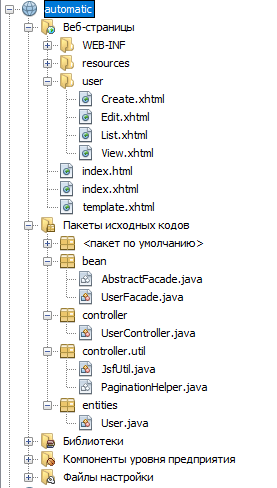 automatic
Веб-страницы
WEB-INF
resources
user
Create.xhtml
Edit.xhtml
List.xhtml
View.xhtml
index.html
index.xhtml
template.xhtml
Пакеты исходных кодов
<пакет по умолчанию>
bean
AbstractFacade.java
UserFacade.java
controller
UserController.java
controller.util
JsfUtil.java
PaginationHelper.java
entities
User.java
Библиотеки
Компоненты уровня предприятия
Файлы настройки